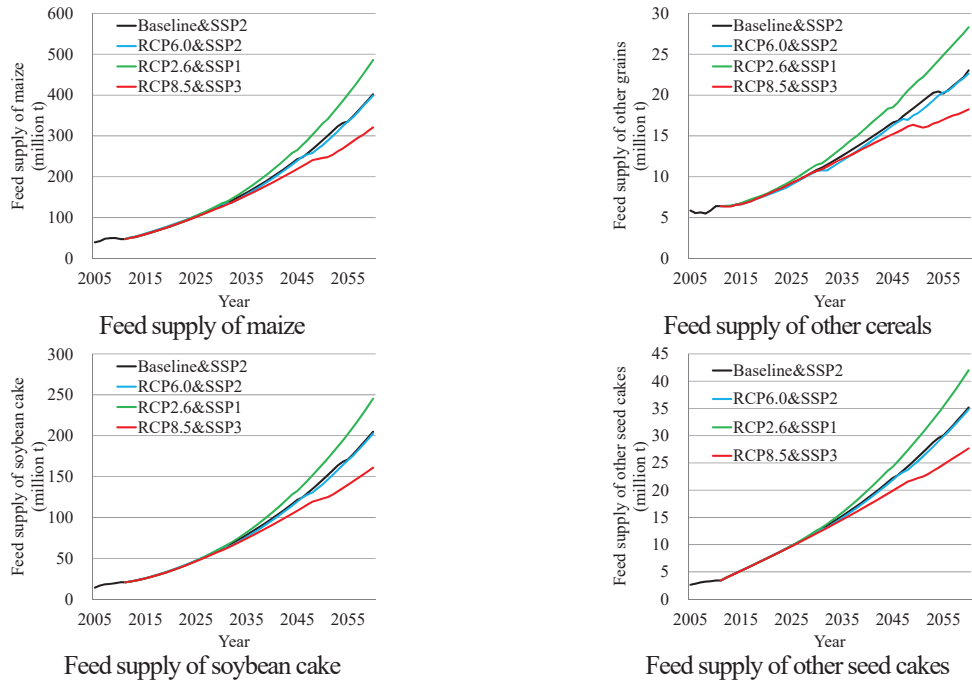 Feed supply of maize
(million t)
600
500
400
300
200
100
0
Baseline&SSP2
RCP6.0&SSP2
RCP2.6&SSP1
RCP8.5&SSP3
2005 2015 2025 2035 2045 2055
Year
Feed supply of maize
Feed supply of other grains
(million t)
30
25
20
15
10
5
0
Baseline&SSP2
RCP6.0&SSP2
RCP2.6&SSP1
RCP8.5&SSP3
2005 2015 2025 2035 2045 2055
Year
Feed supply of other cereals
Feed supply of soybean cake
(million t)
300
250
200
150
100
50
0
Baseline&SSP2
RCP6.0&SSP2
RCP2.6&SSP1
RCP8.5&SSP3
2005 2015 2025 2035 2045 2055
Year
Feed supply of soybean cake
Feed supply of other seed cakes
(million t)
45
40
35
30
25
20
15
10
5
0
Baseline&SSP2
RCP6.0&SSP2
RCP2.6&SSP1
RCP8.5&SSP3
2005 2015 2025 2035 2045 2055
Year
Feed supply of other seed cakes